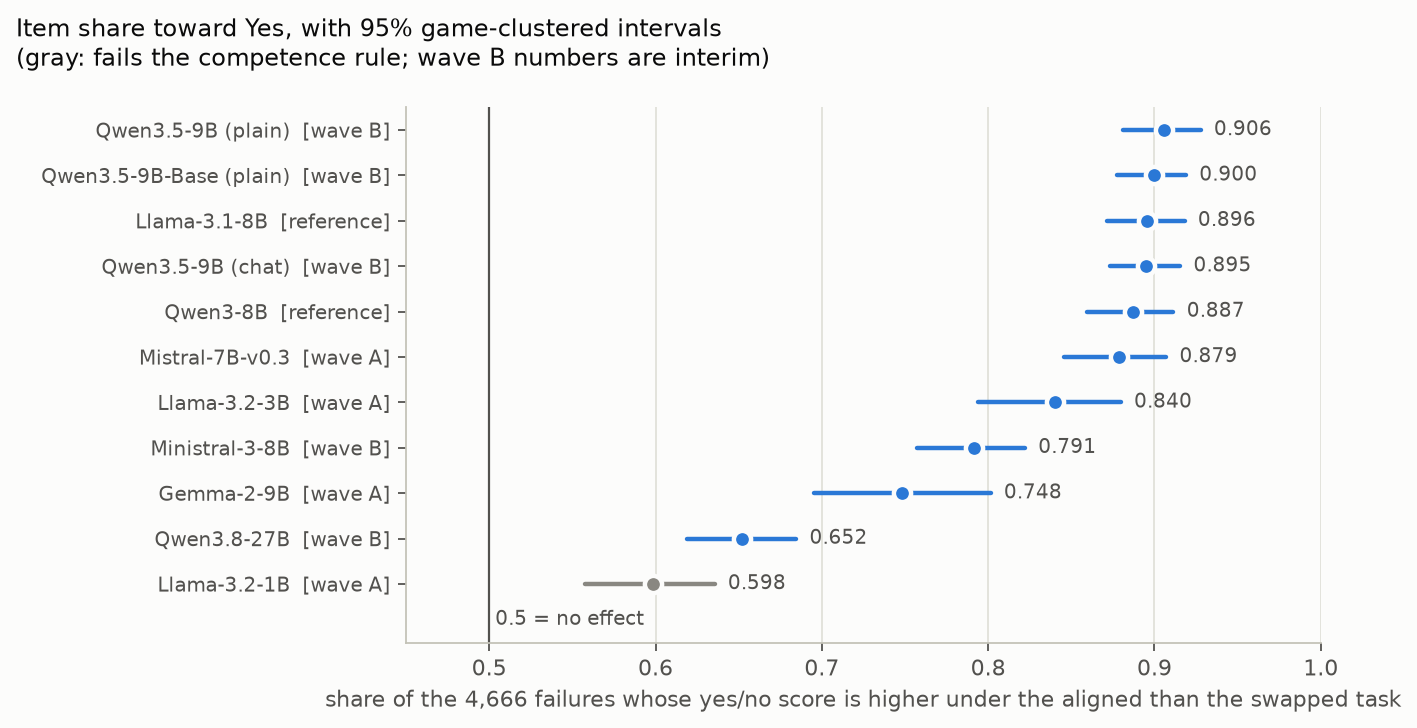 Item share toward Yes, with 95% game-clustered intervals
(gray: fails the competence rule; wave B numbers are interim)
Qwen3.5-9B (plain) [wave B] 0.906
Qwen3.5-9B-Base (plain) [wave B] 0.900
Llama-3.1-8B [reference] 0.896
Qwen3.5-9B (chat) [wave B] 0.895
Qwen3-8B [reference] 0.887
Mistral-7B-v0.3 [wave A] 0.879
Llama-3.2-3B [wave A] 0.840
Ministral-3-8B [wave B] 0.791
Gemma-2-9B [wave A] 0.748
Qwen3.8-27B [wave B] 0.652
Llama-3.2-1B [wave A] 0.598
0.5 = no effect
0.5 0.6 0.7 0.8 0.9 1.0
share of the 4,666 failures whose yes/no score is higher under the aligned than the swapped task